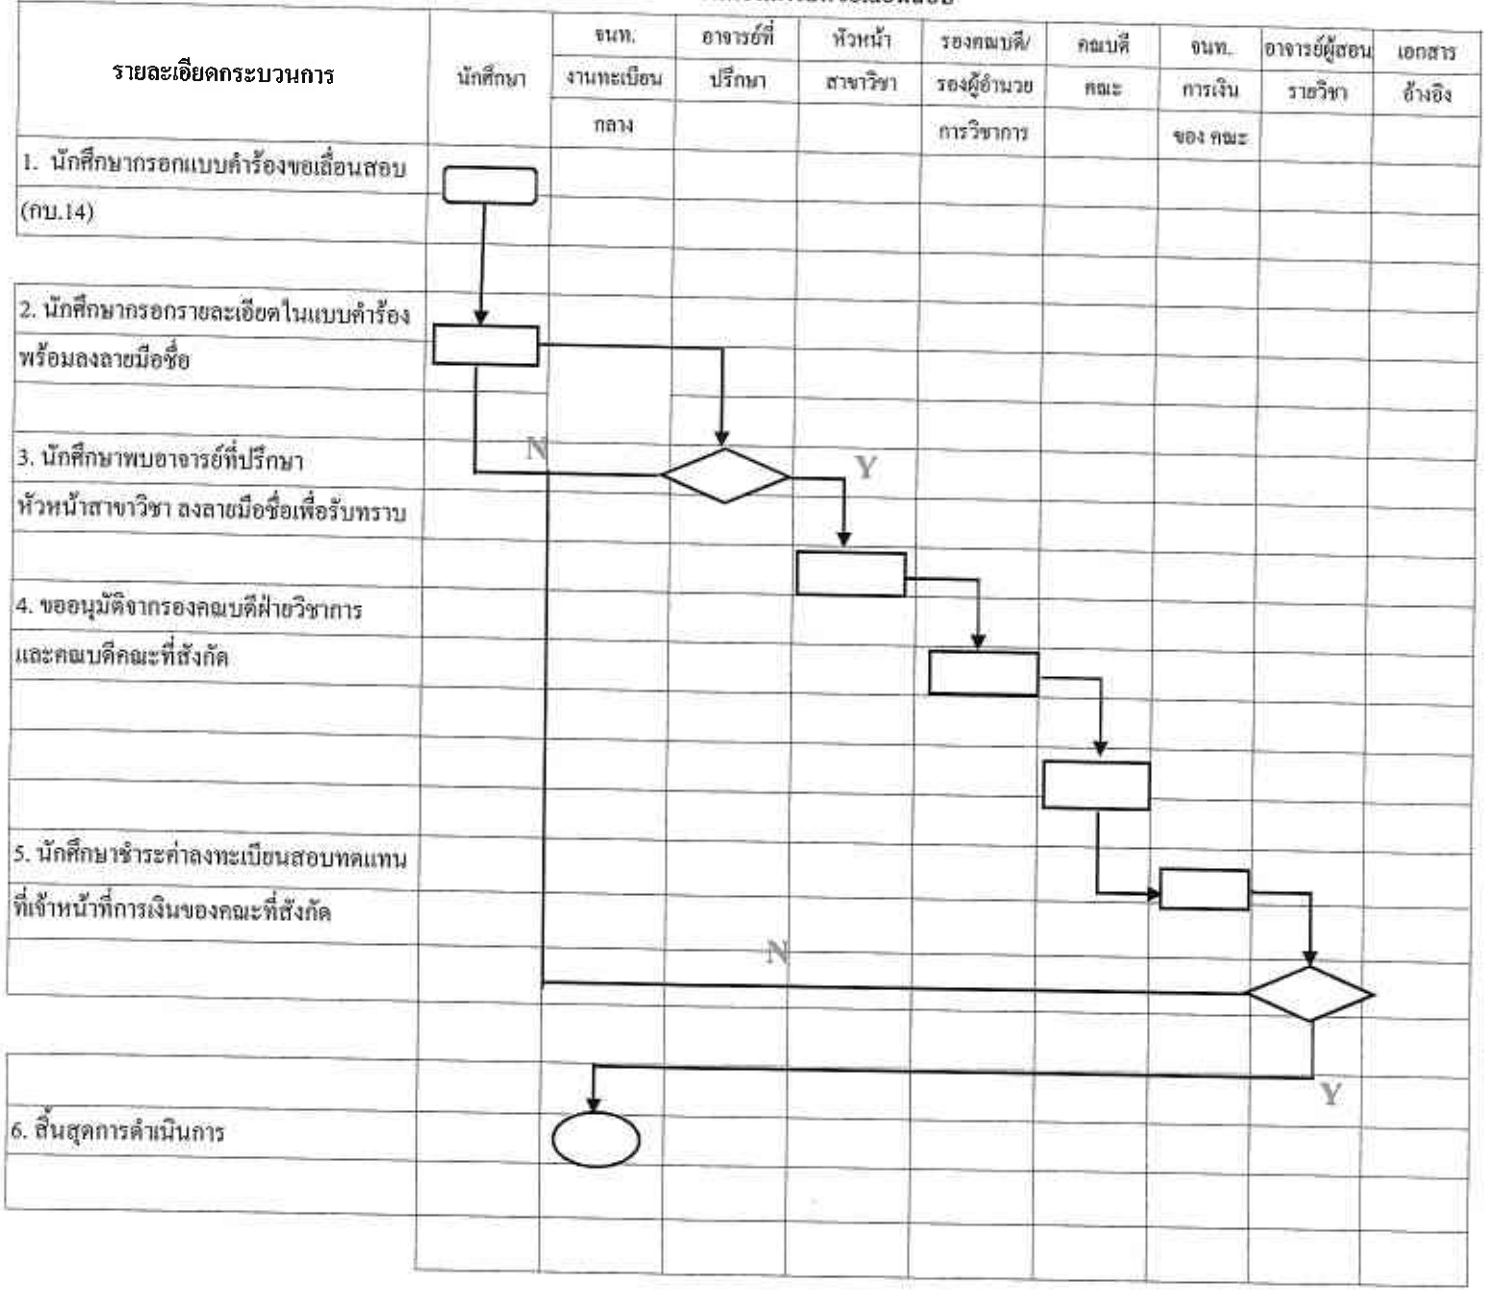 รายละเอียดกระบวนการ
นักศึกษา
จนท.
งานทะเบียน
กลาง
อาจารย์ที่
ปรึกษา
หัวหน้า
สาขาวิชา
รองคณบดี/
รองผู้อำนวย
การวิชาการ
คณบดี
คณะ
จนท.
การเงิน
ของ คณะ
อาจารย์ผู้สอน
รายวิชา
เอกสาร
อ้างอิง
1. นักศึกษากรอกแบบคำร้องขอเลื่อนสอบ
(กบ.14)
2. นักศึกษากรอกรายละเอียดในแบบคำร้อง
พร้อมลงลายมือชื่อ
N
Y
3. นักศึกษาพบอาจารย์ที่ปรึกษา
หัวหน้าสาขาวิชา ลงลายมือชื่อเพื่อรับทราบ
4. ขออนุมัติจากรองคณบดีฝ่ายวิชาการ
และคณบดีคณะที่สังกัด
5. นักศึกษาชำระค่าลงทะเบียนสอบทดแทน
ที่เจ้าหน้าที่การเงินของคณะที่สังกัด
N
Y
6. สิ้นสุดการดำเนินการ